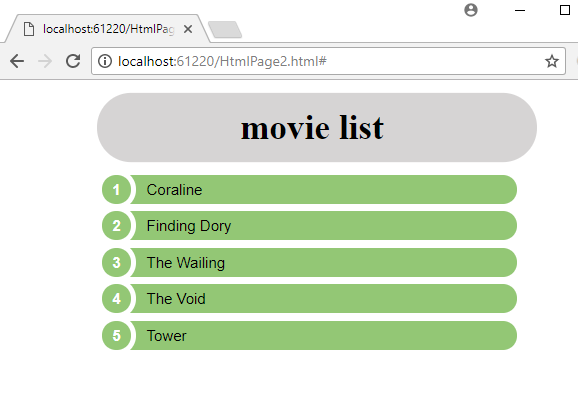 localhost:61220/HtmlPag
localhost:61220/HtmlPage2.html#
movie list
1 Coraline
2 Finding Dory
3 The Wailing
4 The Void
5 Tower